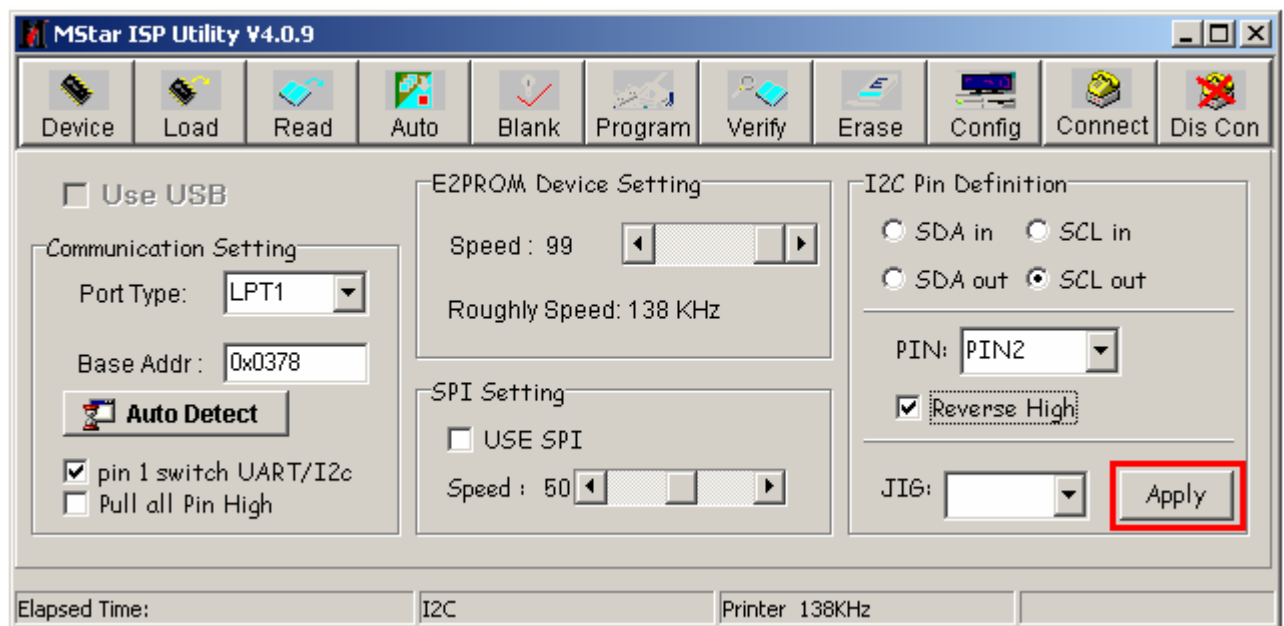 MStar ISP Utility V4.0.9
Device Load Read Auto Blank Program Verify Erase Config Connect Dis Con
Use USB
Communication Setting
Port Type: LPT1
Base Addr : 0x0378
Auto Detect
pin 1 switch UART/I2c
Pull all Pin High
E2PROM Device Setting
Speed : 99
Roughly Speed: 138 KHz
SPI Setting
USE SPI
Speed : 50
I2C Pin Definition
SDA in SCL in
SDA out SCL out
PIN: PIN2
Reverse High
JIG: Apply
Elapsed Time: I2C Printer 138KHz